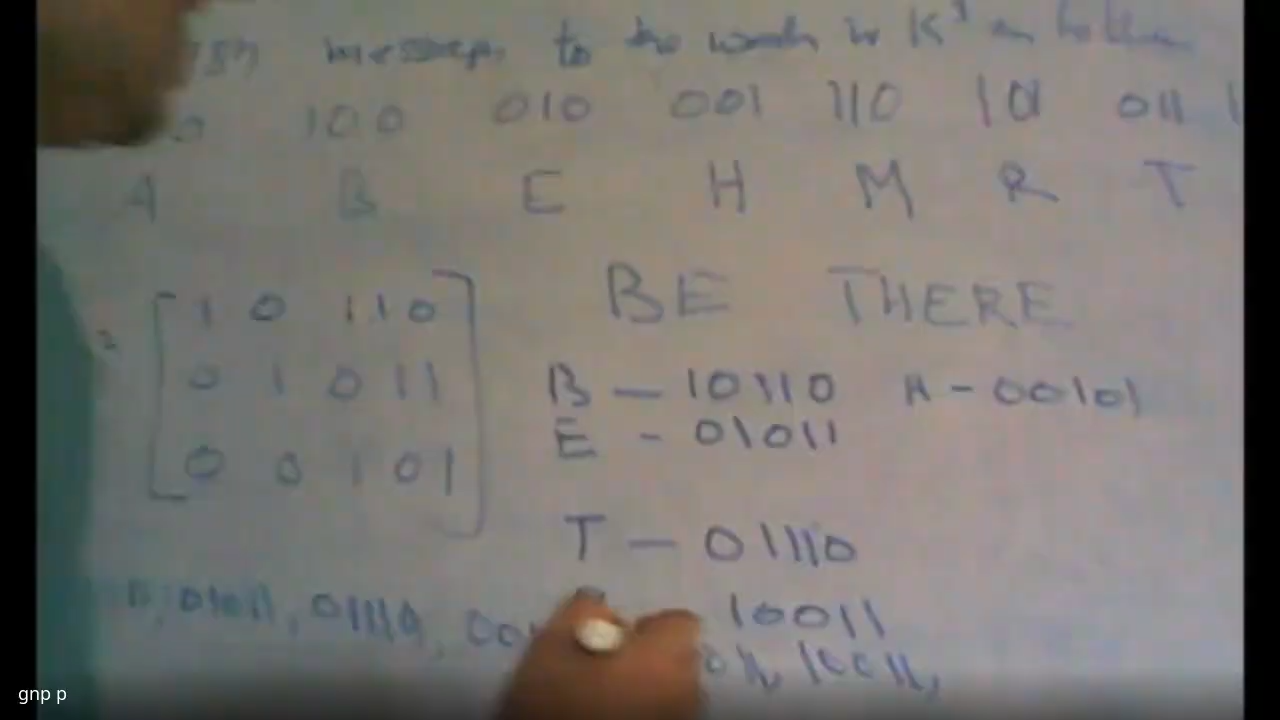 message to the words in K³ as
100 010 001 110 101 011
A B E H M R T
1 0 1 1 0 BE THERE
0 1 0 1 1 B — 10110 H - 00101
E - 01011
0 0 1 0 1
T — 01110
10011
01011, 01110, 10011,
gnp p